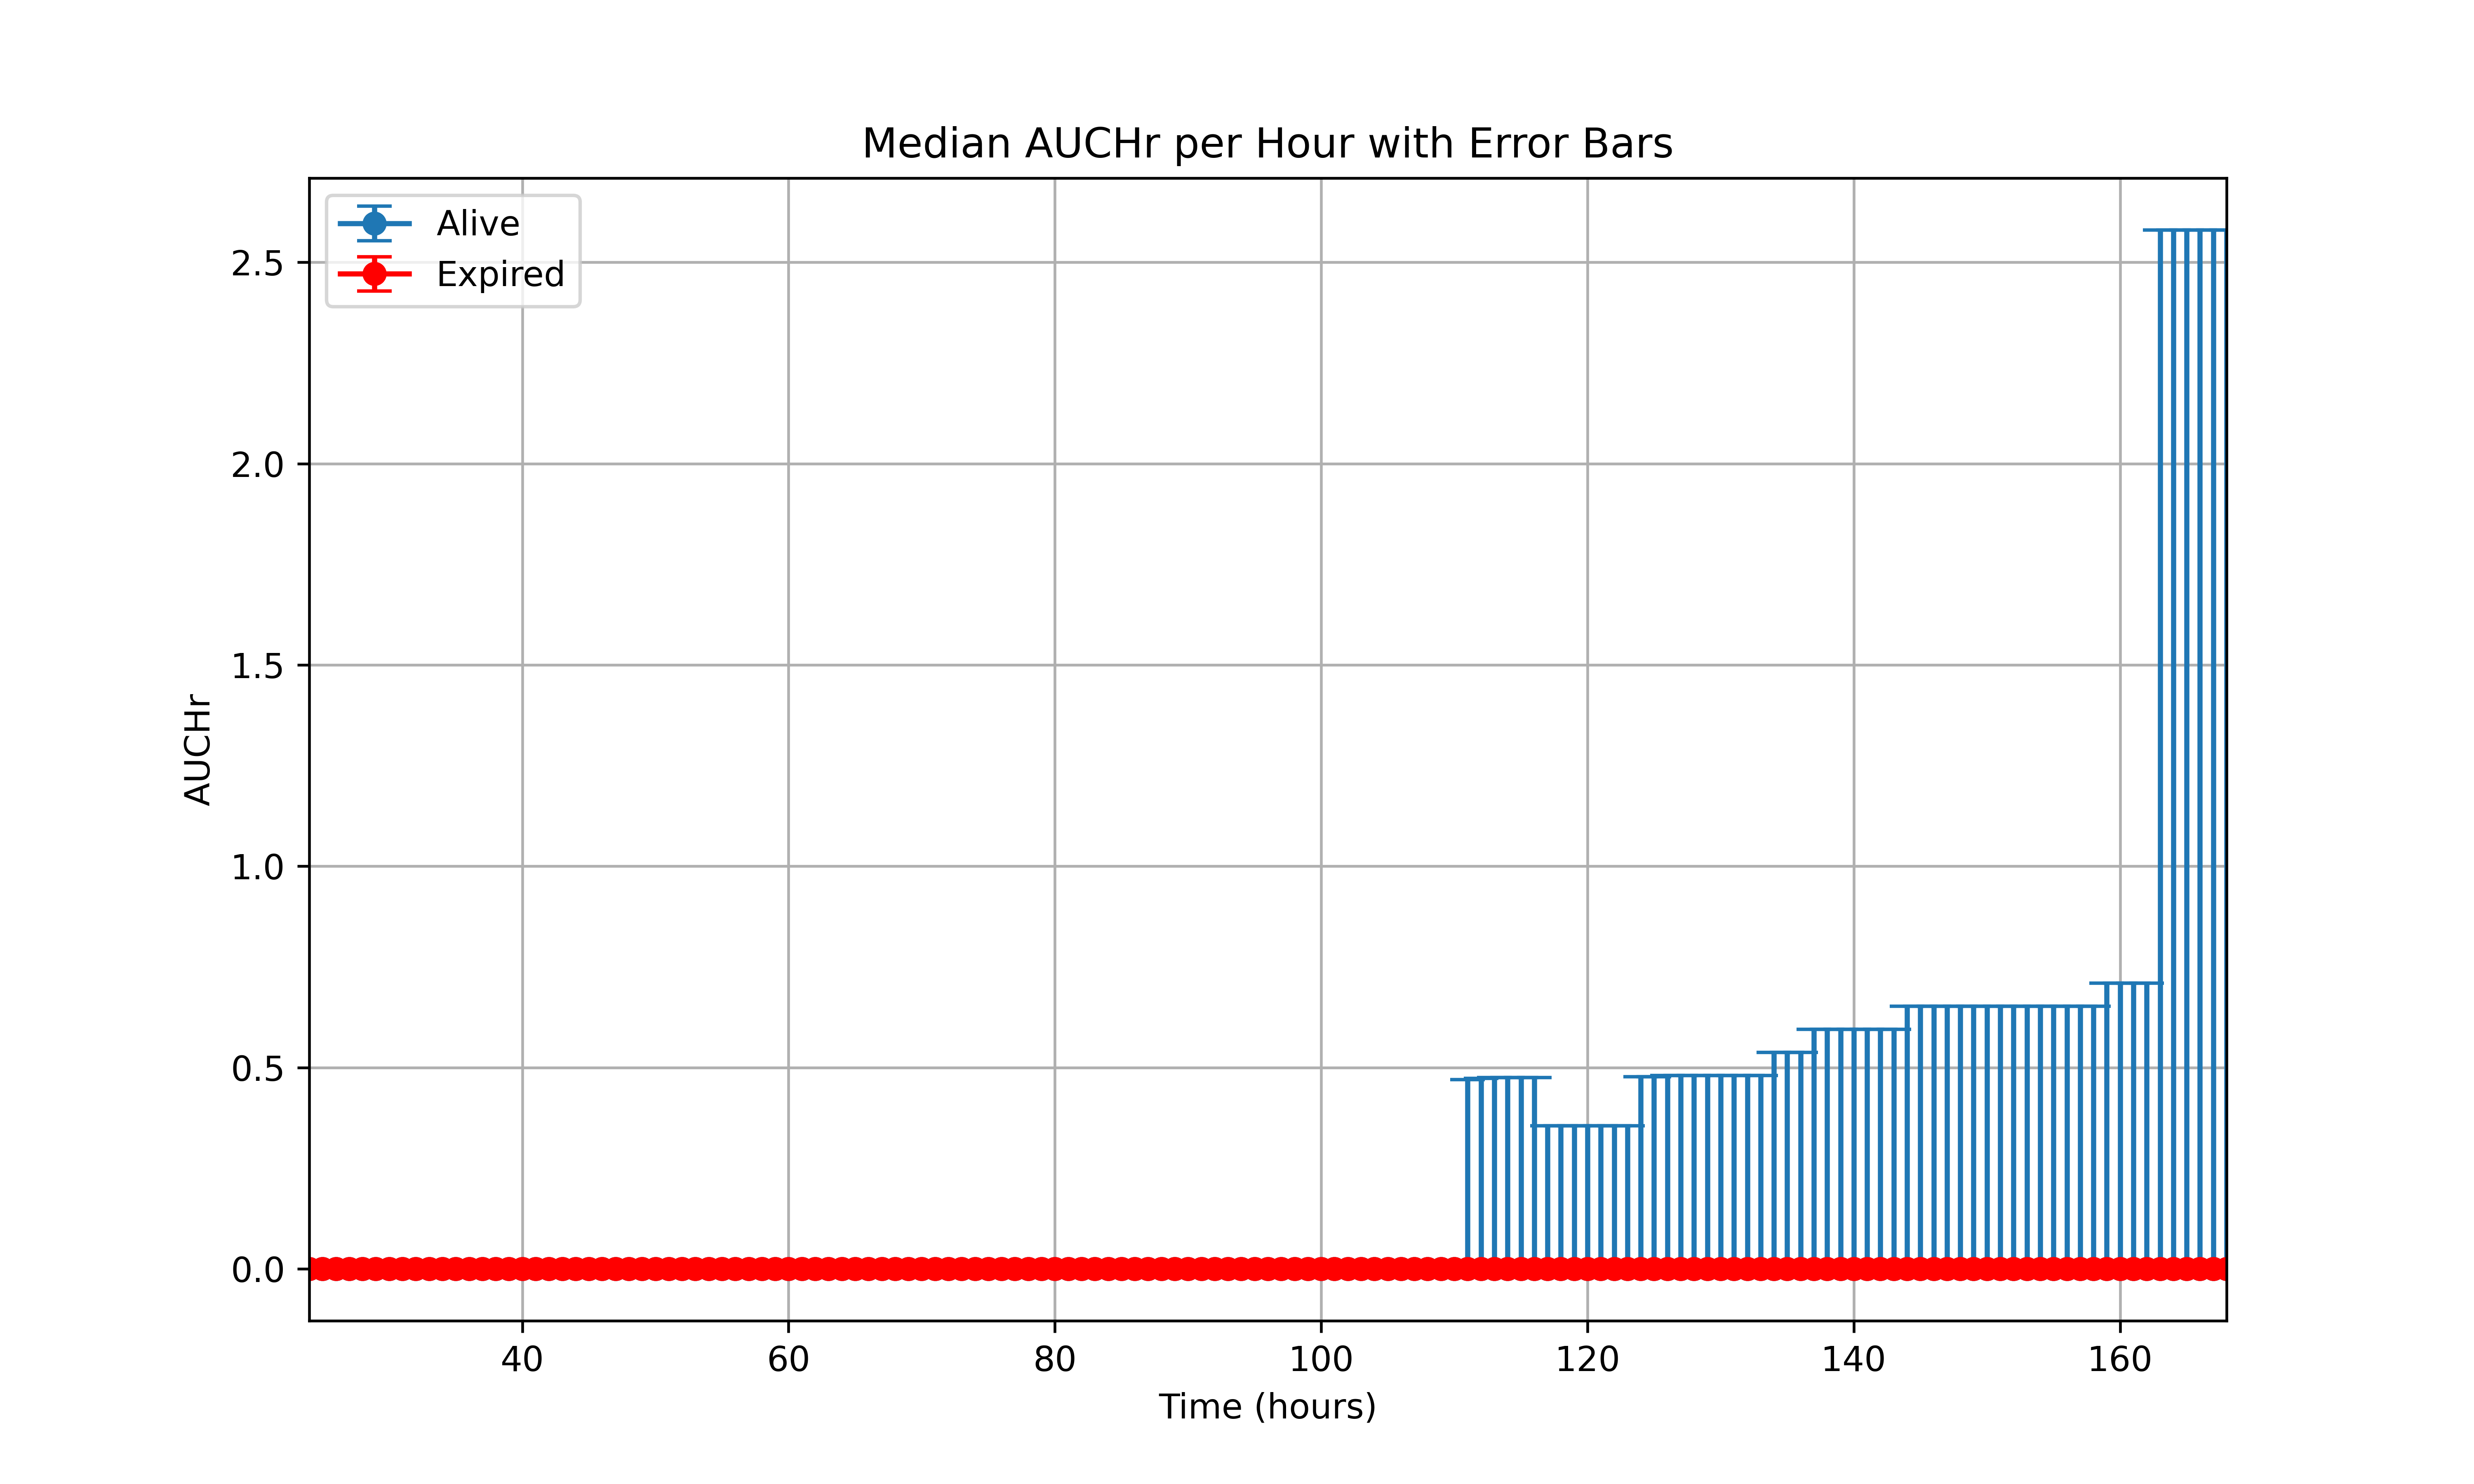 Median AUCHr per Hour with Error Bars
Alive
Expired
2.5
2.0
1.5
1.0
0.5
0.0
AUCHr
40 60 80 100 120 140 160
Time (hours)